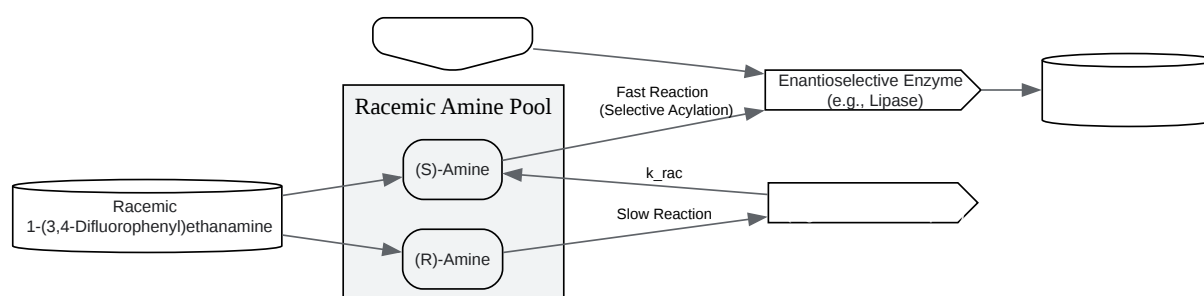 Racemic Amine Pool
Fast Reaction
(Selective Acylation)
Enantioselective Enzyme
(e.g., Lipase)
(S)-Amine
k_rac
Racemic
1-(3,4-Difluorophenyl)ethanamine
Slow Reaction
(R)-Amine